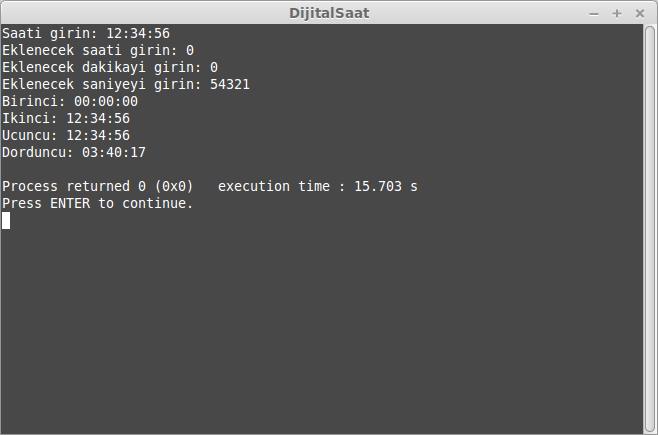 DijitalSaat
Saati girin: 12:34:56
Eklenecek saati girin: 0
Eklenecek dakikayi girin: 0
Eklenecek saniyeyi girin: 54321
Birinci: 00:00:00
Ikinci: 12:34:56
Ucuncu: 12:34:56
Dorduncu: 03:40:17
Process returned 0 (0x0)   execution time : 15.703 s
Press ENTER to continue.